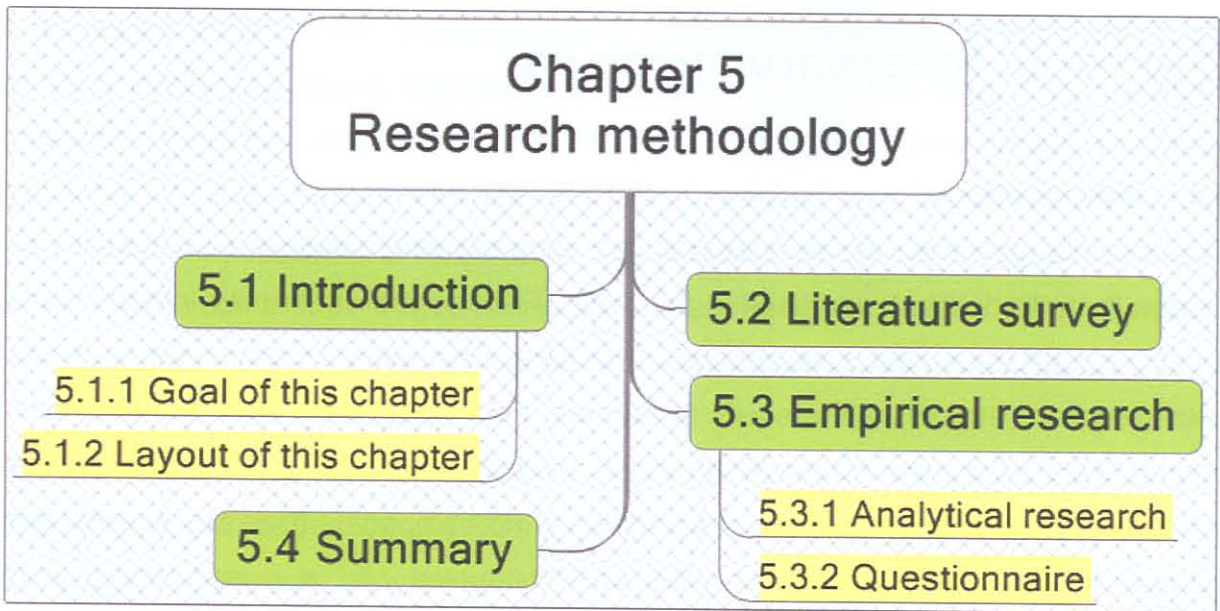 Chapter 5
Research methodology
5.1 Introduction
5.1.1 Goal of this chapter
5.1.2 Layout of this chapter
5.2 Literature survey
5.3 Empirical research
5.3.1 Analytical research
5.3.2 Questionnaire
5.4 Summary